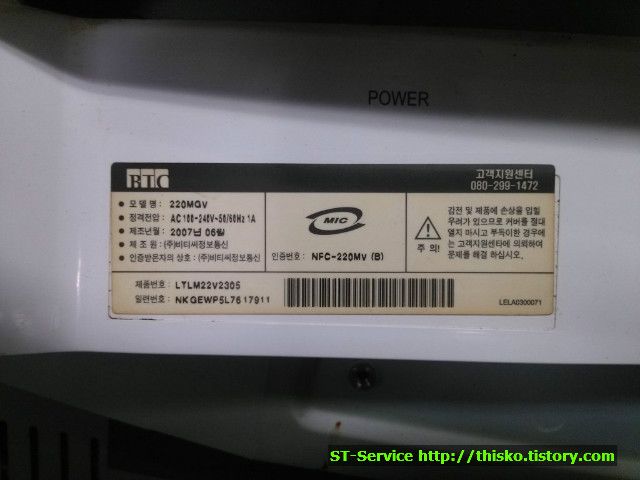 POWER
BTC
고객지원센터
080-299-1472
● 모 델 명 : 220MGV
● 정격전압 : AC 100-240V~50/60Hz 1A
● 제조년월 : 2007년 06월
● 제 조 원 : (주)비티씨정보통신
● 인증받은자의 상호 : (주)비티씨정보통신
MIC
인증번호 : NFC-220MV (B)
주 의!
감전 및 제품에 손상을 입힐
우려가 있으므로 커버를 절대
열지 마시고 부득이한 경우에
는 고객지원센터에 의뢰하여
문제를 해결 하십시오.
제품번호 : LTLM22V2305
일련번호 : NKGEWP5L7617911
LELA0300071
ST-Service http://thisko.tistory.com